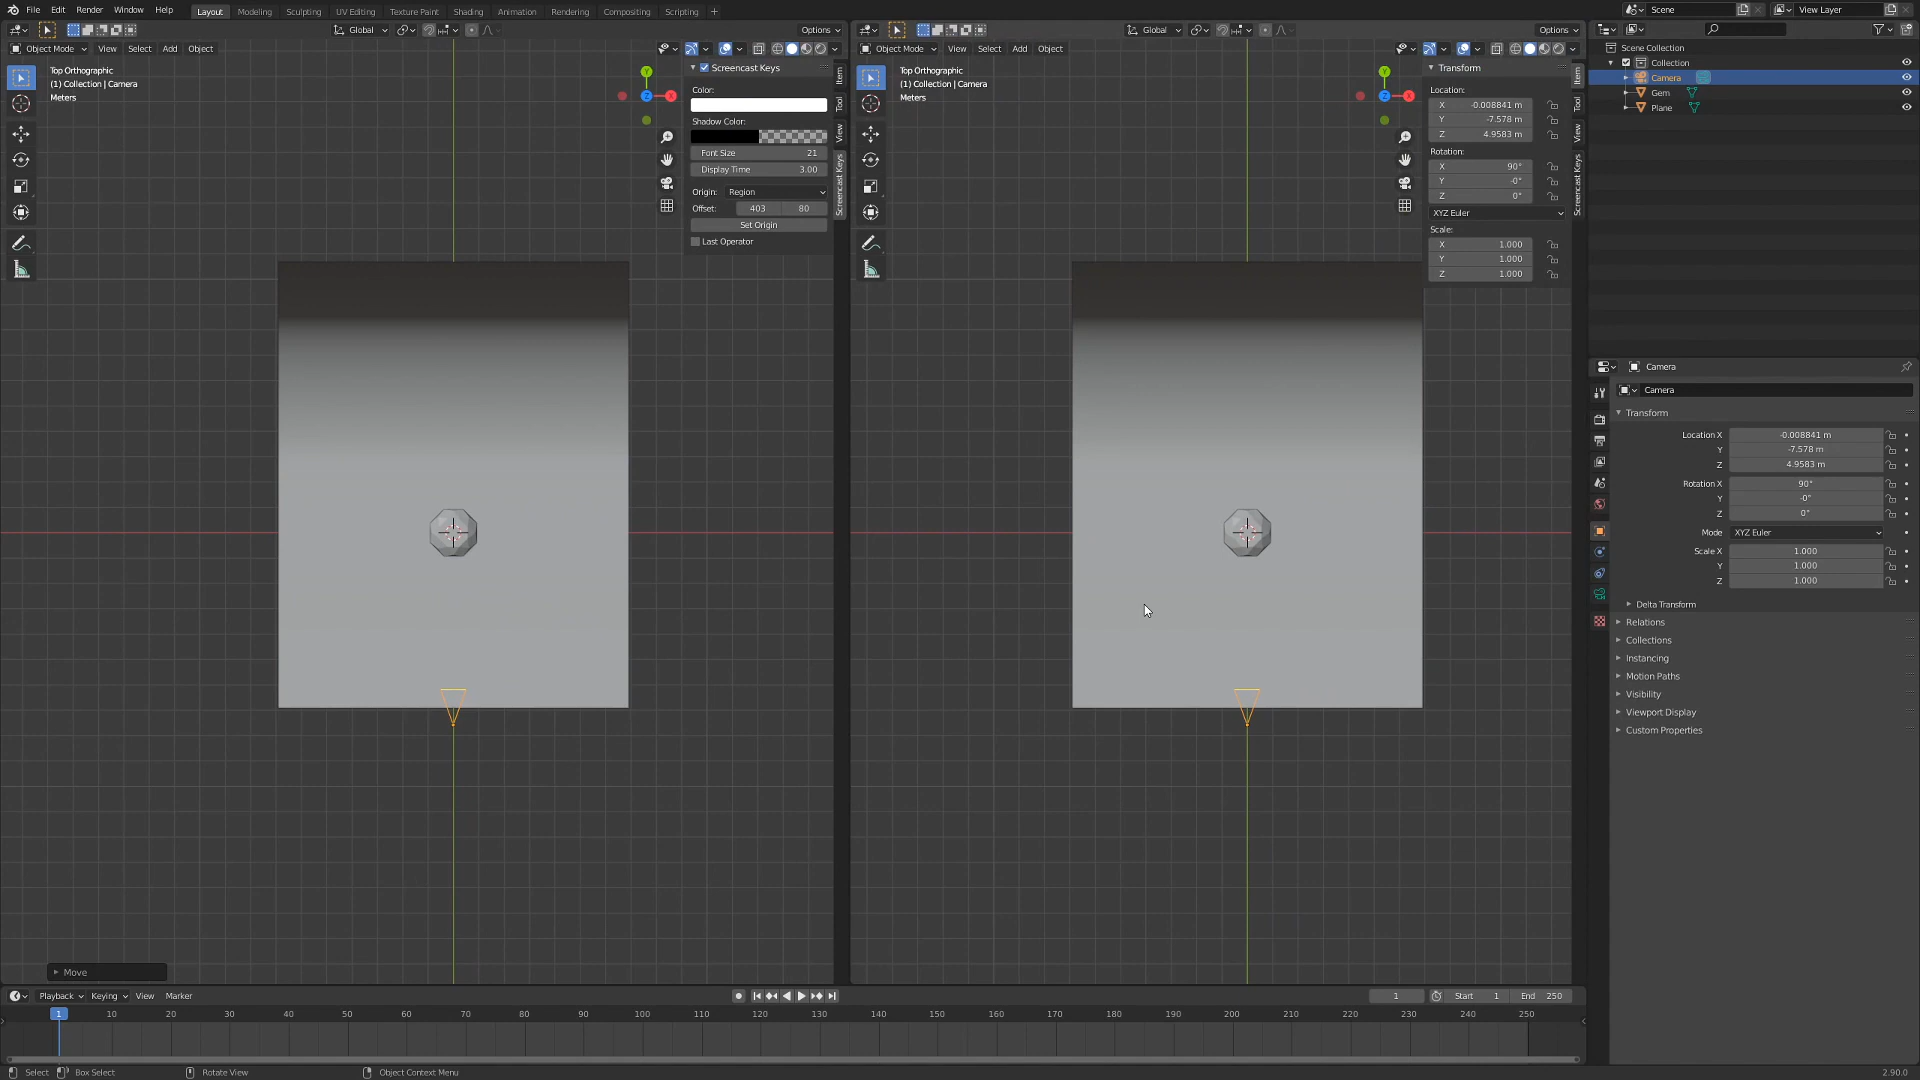 File Edit Render Window Help Layout Modeling Sculpting UV Editing Texture Paint Shading Animation Rendering Compositing Scripting + Scene View Layer
Global Options Global Options
Object Mode View Select Add Object Object Mode View Select Add Object
Top Orthographic
(1) Collection | Camera
Meters
Screencast Keys
Color:
Shadow Color:
Font Size 21
Display Time 3.00
Origin: Region
Offset: 403 80
Set Origin
Last Operator
Item
Tool
View
Screencast Keys
Top Orthographic
(1) Collection | Camera
Meters
Transform
Location:
X -0.008841 m
Y -7.578 m
Z 4.9583 m
Rotation:
X 90°
Y -0°
Z 0°
XYZ Euler
Scale:
X 1.000
Y 1.000
Z 1.000
Item
Tool
View
Screencast Keys
Scene Collection
Collection
Camera
Gem
Plane
Camera
Camera
Transform
Location X -0.008841 m
Y -7.578 m
Z 4.9583 m
Rotation X 90°
Y -0°
Z 0°
Mode XYZ Euler
Scale X 1.000
Y 1.000
Z 1.000
Delta Transform
Relations
Collections
Instancing
Motion Paths
Visibility
Viewport Display
Custom Properties
Move
Playback Keying View Marker 1 Start 1 End 250
1 10 20 30 40 50 60 70 80 90 100 110 120 130 140 150 160 170 180 190 200 210 220 230 240 250
Select Box Select Rotate View Object Context Menu 2.90.0